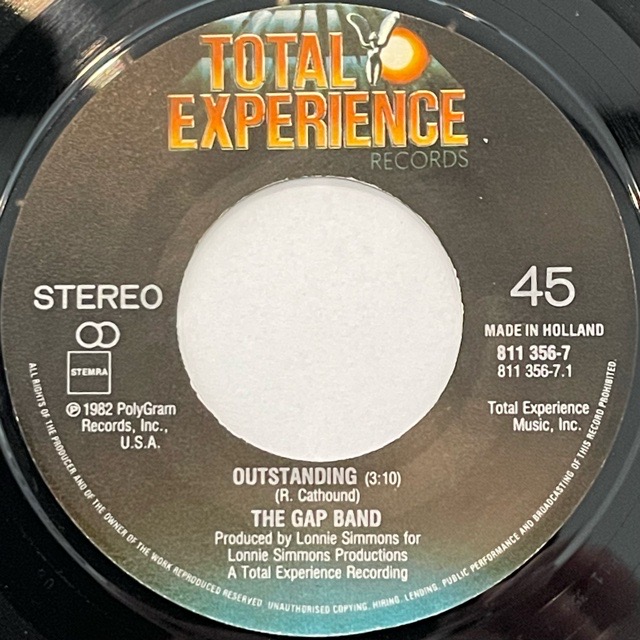 TOTAL
EXPERIENCE
RECORDS
STEREO
45
STEMRA
MADE IN HOLLAND
811 356-7
811 356-7.1
℗ 1982 PolyGram
Records, Inc.,
U.S.A.
Total Experience
Music, Inc.
OUTSTANDING (3:10)
(R. Cathound)
THE GAP BAND
Produced by Lonnie Simmons for
Lonnie Simmons Productions
A Total Experience Recording
ALL RIGHTS OF THE PRODUCER AND OF THE OWNER OF THE WORK REPRODUCED RESERVED. UNAUTHORISED COPYING, HIRING, LENDING, PUBLIC PERFORMANCE AND BROADCASTING OF THIS RECORD PROHIBITED.